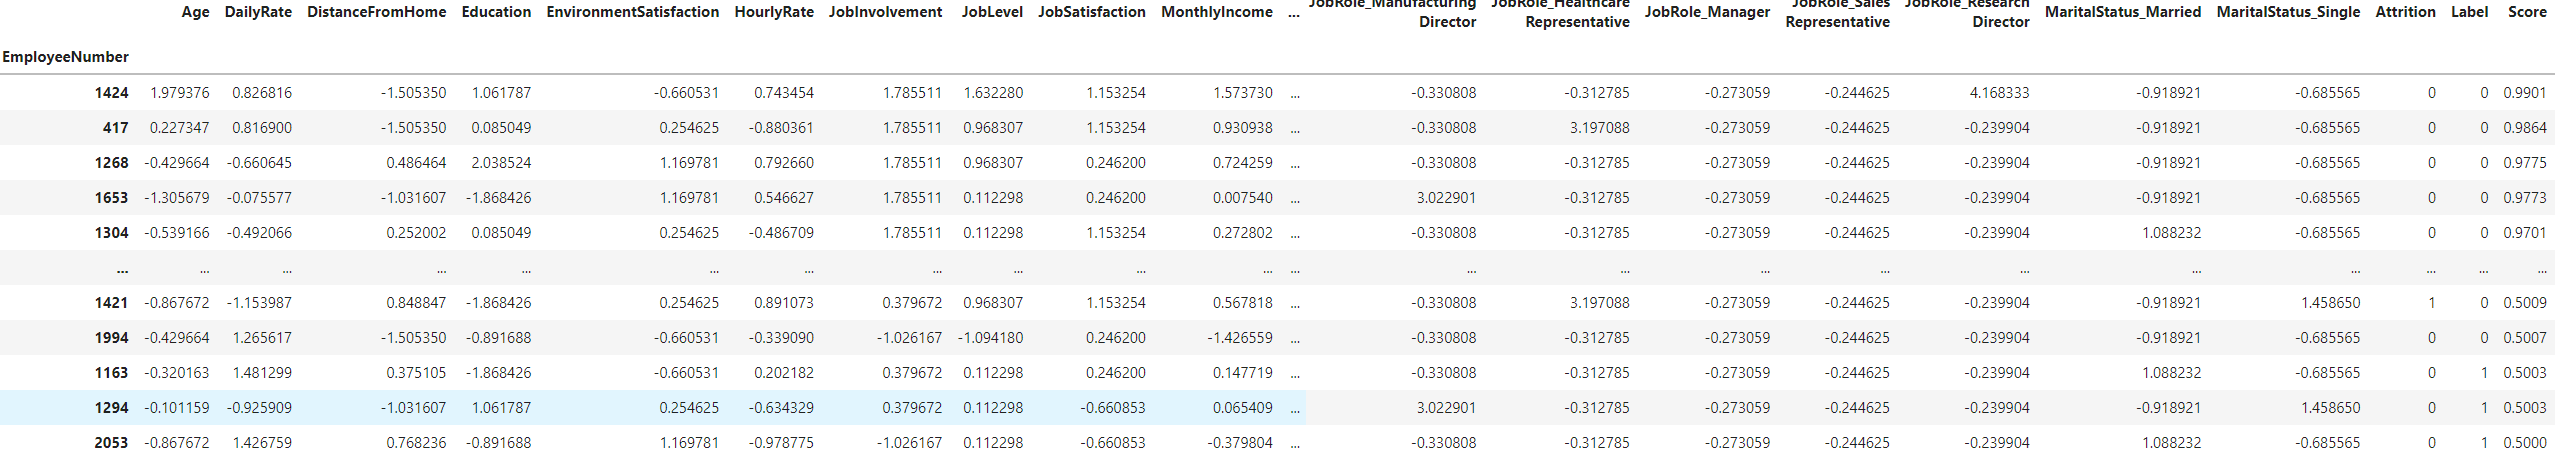 Age DailyRate DistanceFromHome Education EnvironmentSatisfaction HourlyRate JobInvolvement JobLevel JobSatisfaction MonthlyIncome ... JobRole_Manufacturing Director JobRole_Healthcare Representative JobRole_Manager JobRole_Sales Representative JobRole_Research Director MaritalStatus_Married MaritalStatus_Single Attrition Label Score
EmployeeNumber
1424 1.979376 0.826816 -1.505350 1.061787 -0.660531 0.743454 1.785511 1.632280 1.153254 1.573730 ... -0.330808 -0.312785 -0.273059 -0.244625 4.168333 -0.918921 -0.685565 0 0 0.9901
417 0.227347 0.816900 -1.505350 0.085049 0.254625 -0.880361 1.785511 0.968307 1.153254 0.930938 ... -0.330808 3.197088 -0.273059 -0.244625 -0.239904 -0.918921 -0.685565 0 0 0.9864
1268 -0.429664 -0.660645 0.486464 2.038524 1.169781 0.792660 1.785511 0.968307 0.246200 0.724259 ... -0.330808 -0.312785 -0.273059 -0.244625 -0.239904 -0.918921 -0.685565 0 0 0.9775
1653 -1.305679 -0.075577 -1.031607 -1.868426 1.169781 0.546627 1.785511 0.112298 0.246200 0.007540 ... 3.022901 -0.312785 -0.273059 -0.244625 -0.239904 -0.918921 -0.685565 0 0 0.9773
1304 -0.539166 -0.492066 0.252002 0.085049 0.254625 -0.486709 1.785511 0.112298 1.153254 0.272802 ... -0.330808 -0.312785 -0.273059 -0.244625 -0.239904 1.088232 -0.685565 0 0 0.9701
... ... ... ... ... ... ... ... ... ... ... ... ... ... ... ... ... ... ... ... ... ...
1421 -0.867672 -1.153987 0.848847 -1.868426 0.254625 0.891073 0.379672 0.968307 1.153254 0.567818 ... -0.330808 3.197088 -0.273059 -0.244625 -0.239904 -0.918921 1.458650 1 0 0.5009
1994 -0.429664 1.265617 -1.505350 -0.891688 -0.660531 -0.339090 -1.026167 -1.094180 0.246200 -1.426559 ... -0.330808 -0.312785 -0.273059 -0.244625 -0.239904 -0.918921 -0.685565 0 0 0.5007
1163 -0.320163 1.481299 0.375105 -1.868426 -0.660531 0.202182 0.379672 0.112298 0.246200 0.147719 ... -0.330808 -0.312785 -0.273059 -0.244625 -0.239904 1.088232 -0.685565 0 1 0.5003
1294 -0.101159 -0.925909 -1.031607 1.061787 0.254625 -0.634329 0.379672 0.112298 -0.660853 0.065409 ... 3.022901 -0.312785 -0.273059 -0.244625 -0.239904 -0.918921 1.458650 0 1 0.5003
2053 -0.867672 1.426759 0.768236 -0.891688 1.169781 -0.978775 -1.026167 0.112298 -0.660853 -0.379804 ... -0.330808 -0.312785 -0.273059 -0.244625 -0.239904 1.088232 -0.685565 0 1 0.5000